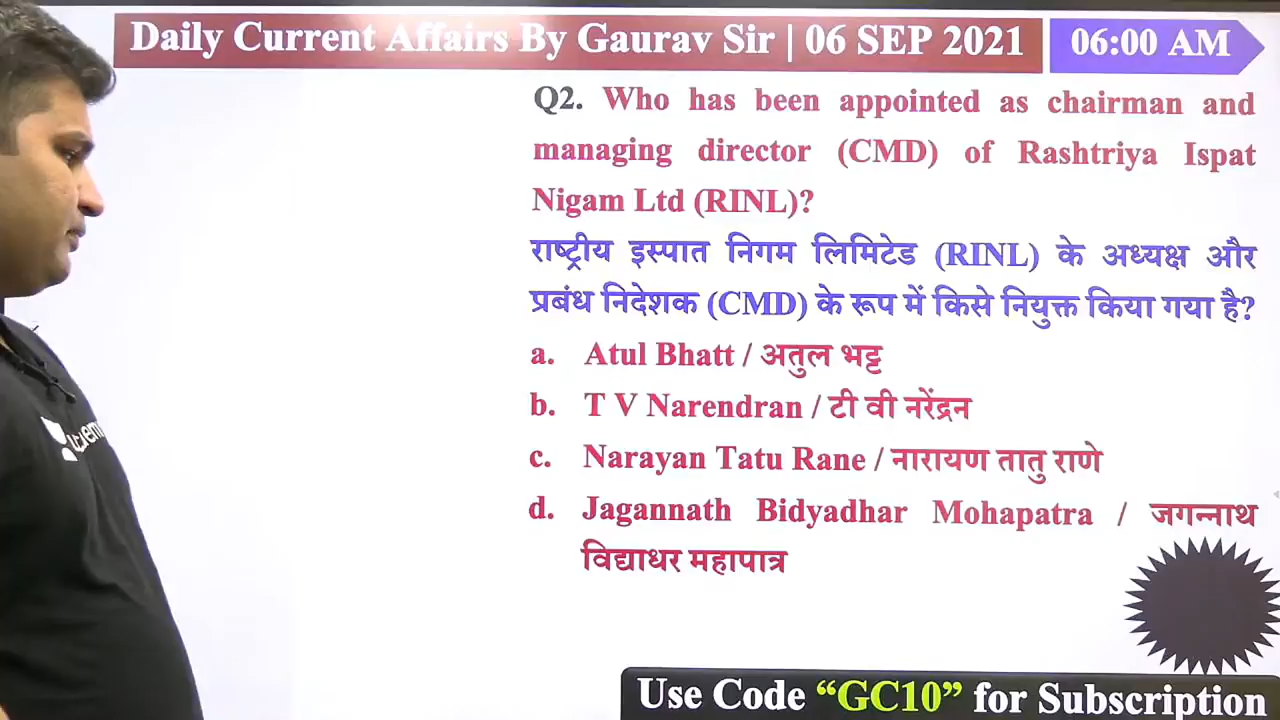 Daily Current Affairs By Gaurav Sir | 06 SEP 2021 06:00 AM
Q2. Who has been appointed as chairman and
managing director (CMD) of Rashtriya Ispat
Nigam Ltd (RINL)?
राष्ट्रीय इस्पात निगम लिमिटेड (RINL) के अध्यक्ष और
प्रबंध निदेशक (CMD) के रूप में किसे नियुक्त किया गया है?
a. Atul Bhatt / अतुल भट्ट
b. T V Narendran / टी वी नरेंद्रन
c. Narayan Tatu Rane / नारायण तातु राणे
d. Jagannath Bidyadhar Mohapatra / जगन्नाथ
विद्याधर महापात्र
Use Code “GC10” for Subscription